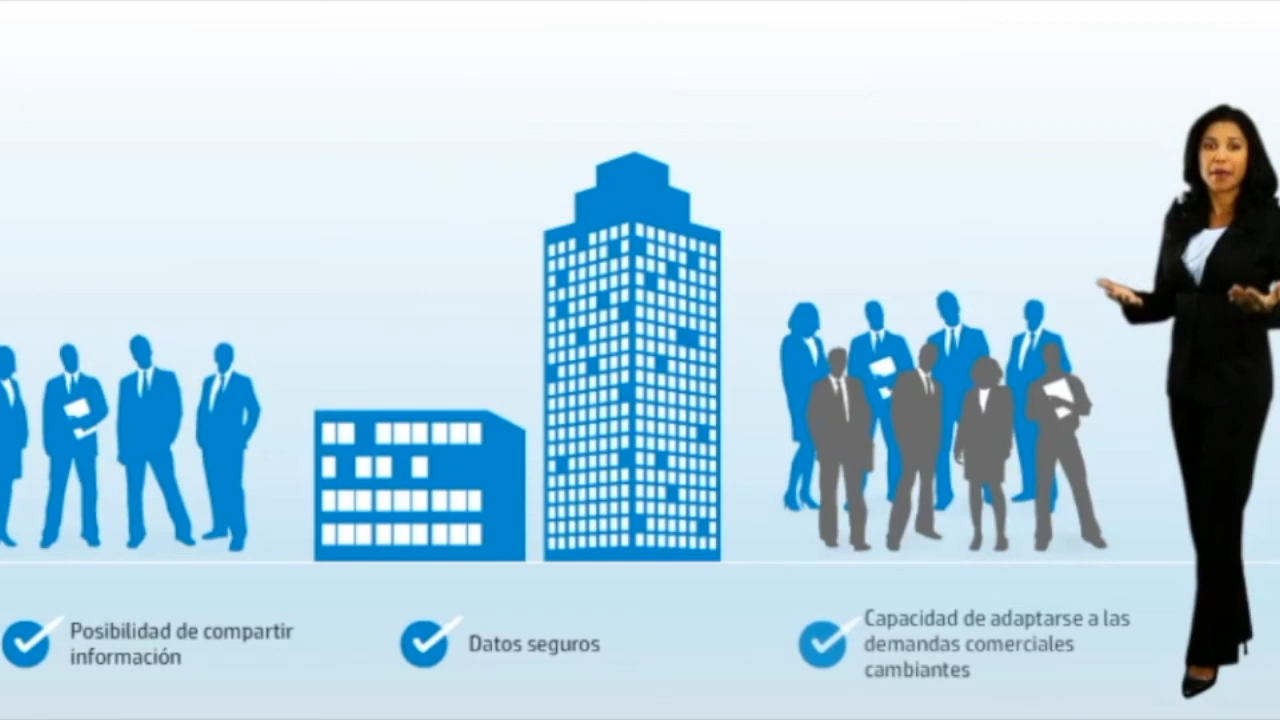 Posibilidad de compartir
información
Datos seguros
Capacidad de adaptarse a las
demandas comerciales
cambiantes